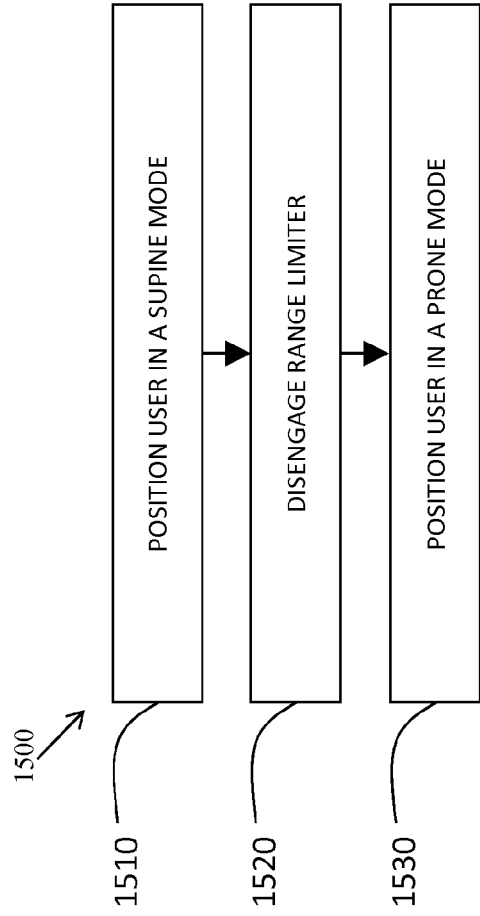 1500
1510
POSITION USER IN A SUPINE MODE
1520
DISENGAGE RANGE LIMITER
1530
POSITION USER IN A PRONE MODE